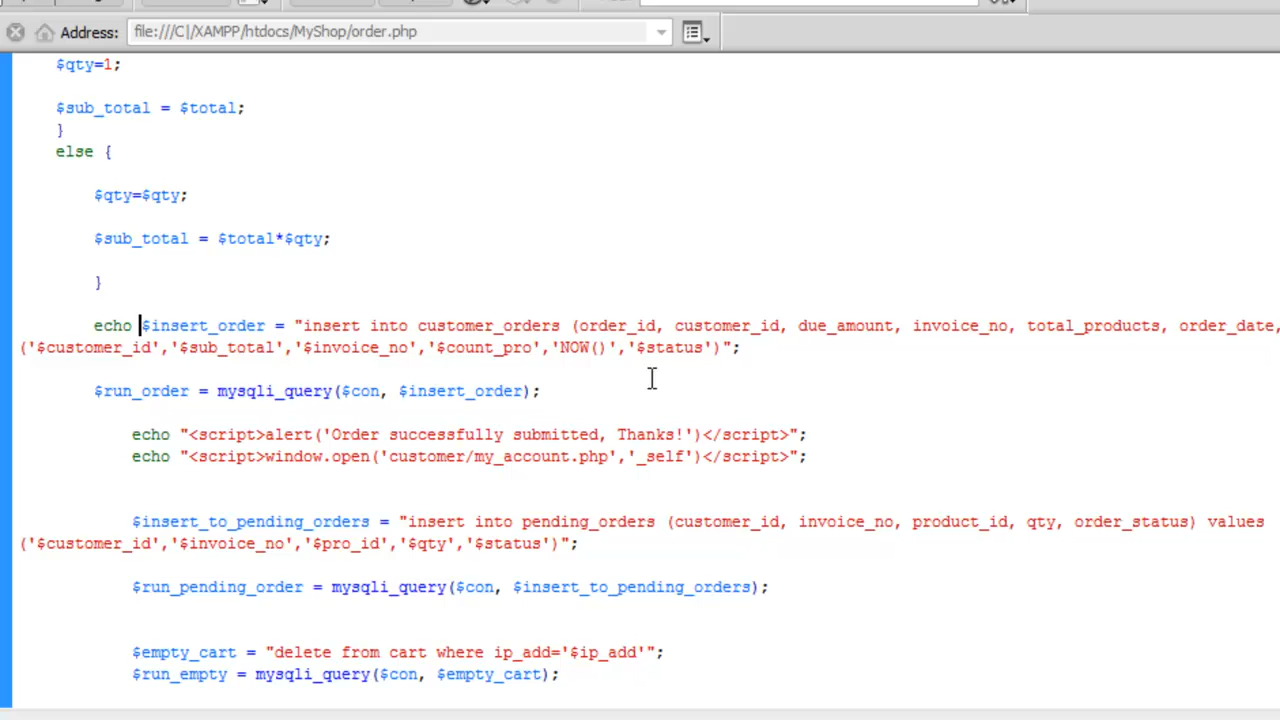 Address: file:///C|/XAMPP/htdocs/MyShop/order.php
$qty=1;
$sub_total = $total;
}
else {
$qty=$qty;
$sub_total = $total*$qty;
}
echo $insert_order = "insert into customer_orders (order_id, customer_id, due_amount, invoice_no, total_products, order_date,
('$customer_id','$sub_total','$invoice_no','$count_pro','NOW()','$status')";
$run_order = mysqli_query($con, $insert_order);
echo "<script>alert('Order successfully submitted, Thanks!')</script>";
echo "<script>window.open('customer/my_account.php','_self')</script>";
$insert_to_pending_orders = "insert into pending_orders (customer_id, invoice_no, product_id, qty, order_status) values
('$customer_id','$invoice_no','$pro_id','$qty','$status')";
$run_pending_order = mysqli_query($con, $insert_to_pending_orders);
$empty_cart = "delete from cart where ip_add='$ip_add'";
$run_empty = mysqli_query($con, $empty_cart);